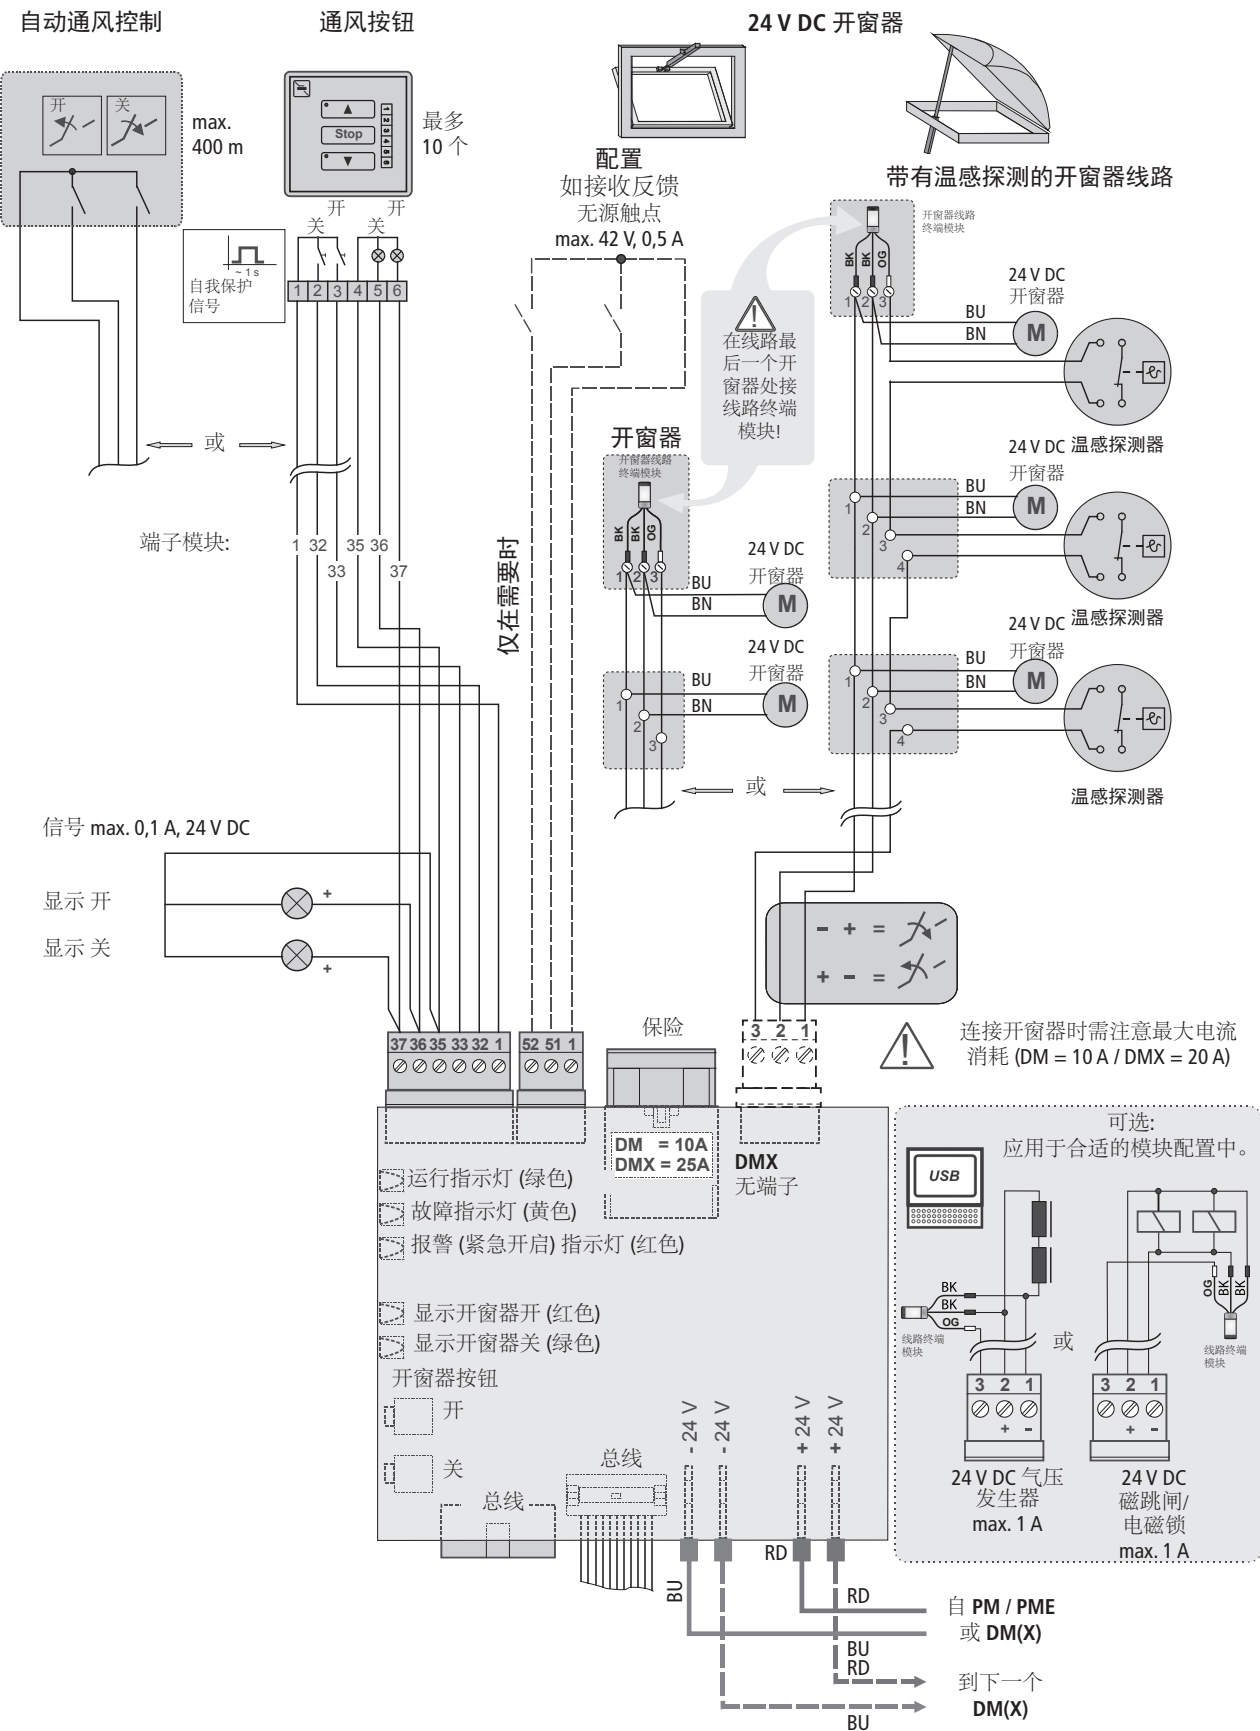 自动通风控制
通风按钮
24 V DC 开窗器
开
关
max.
400 m
▲
Stop
▼
1
2
3
4
5
6
最多
10 个
配置
如接收反馈
无源触点
max. 42 V, 0,5 A
带有温感探测的开窗器线路
开
关
开
关
~ 1 s
自我保护
信号
1 2 3 4 5 6
开窗器线路
终端模块
BK
BK
OG
1 2 3
24 V DC
开窗器
BU
BN
M
在线路最
后一个开
窗器处接
线路终端
模块!
温感探测器
或
开窗器
开窗器线路
终端模块
BK
BK
OG
1 2 3
24 V DC
开窗器
BU
BN
M
24 V DC
开窗器
BU
BN
M
1
2
3
4
温感探测器
端子模块:
1 32 35 36
33 37
仅在需要时
24 V DC
开窗器
BU
BN
M
1
2
3
24 V DC
开窗器
BU
BN
M
1
2
3
4
温感探测器
或
信号 max. 0,1 A, 24 V DC
显示 开
+
显示 关
+
- + =
+ - =
37 36 35 33 32 1
52 51 1
保险
3 2 1
连接开窗器时需注意最大电流
消耗 (DM = 10 A / DMX = 20 A)
DM = 10A
DMX = 25A
DMX
无端子
运行指示灯 (绿色)
故障指示灯 (黄色)
报警 (紧急开启) 指示灯 (红色)
显示开窗器开 (红色)
显示开窗器关 (绿色)
开窗器按钮
开
关
总线
总线
- 24 V
- 24 V
+ 24 V
+ 24 V
可选:
应用于合适的模块配置中。
USB
BK
BK
OG
线路终端
模块
或
OG
BK
BK
线路终端
模块
3 2 1
+ -
3 2 1
+ -
24 V DC 气压
发生器
max. 1 A
24 V DC
磁跳闸/
电磁锁
max. 1 A
BU
RD
RD
自 PM / PME
或 DM(X)
BU
RD
到下一个
DM(X)
BU